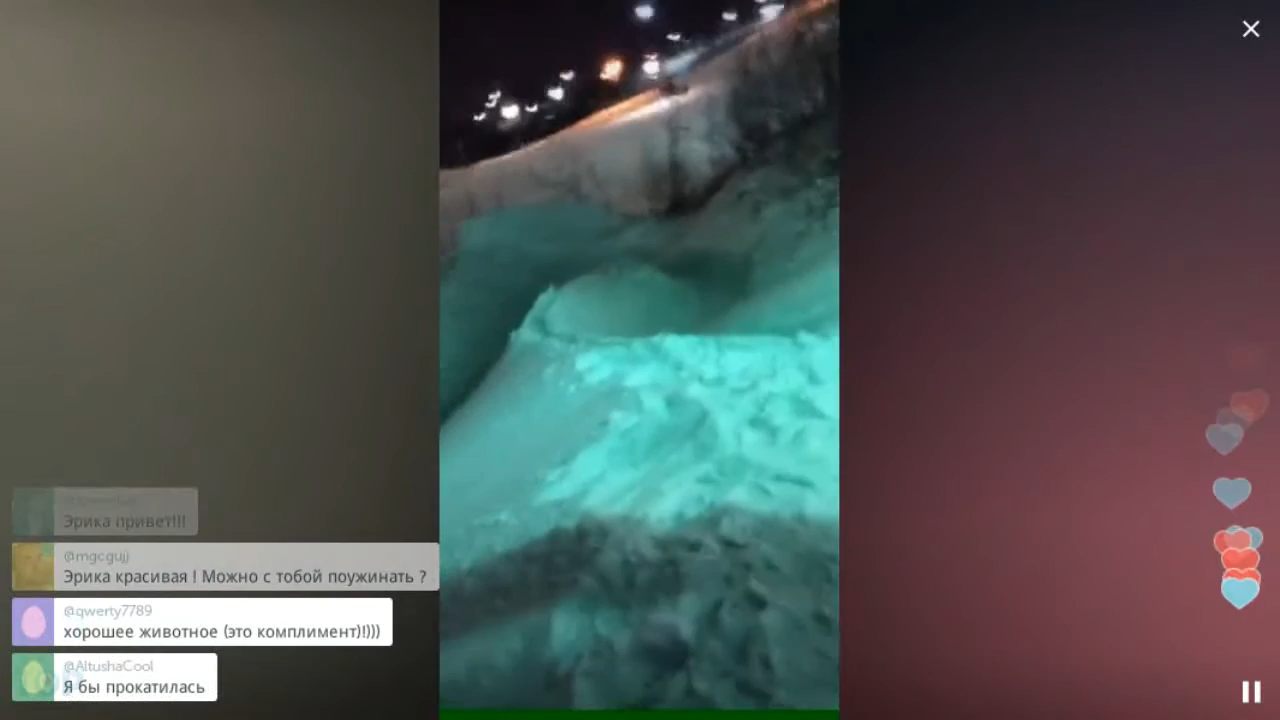 Эрика привет!!!
@mgcgujj
Эрика красивая ! Можно с тобой поужинать ?
@qwerty7789
хорошее животное (это комплимент)!)))
@AltushaCool
Я бы прокатилась